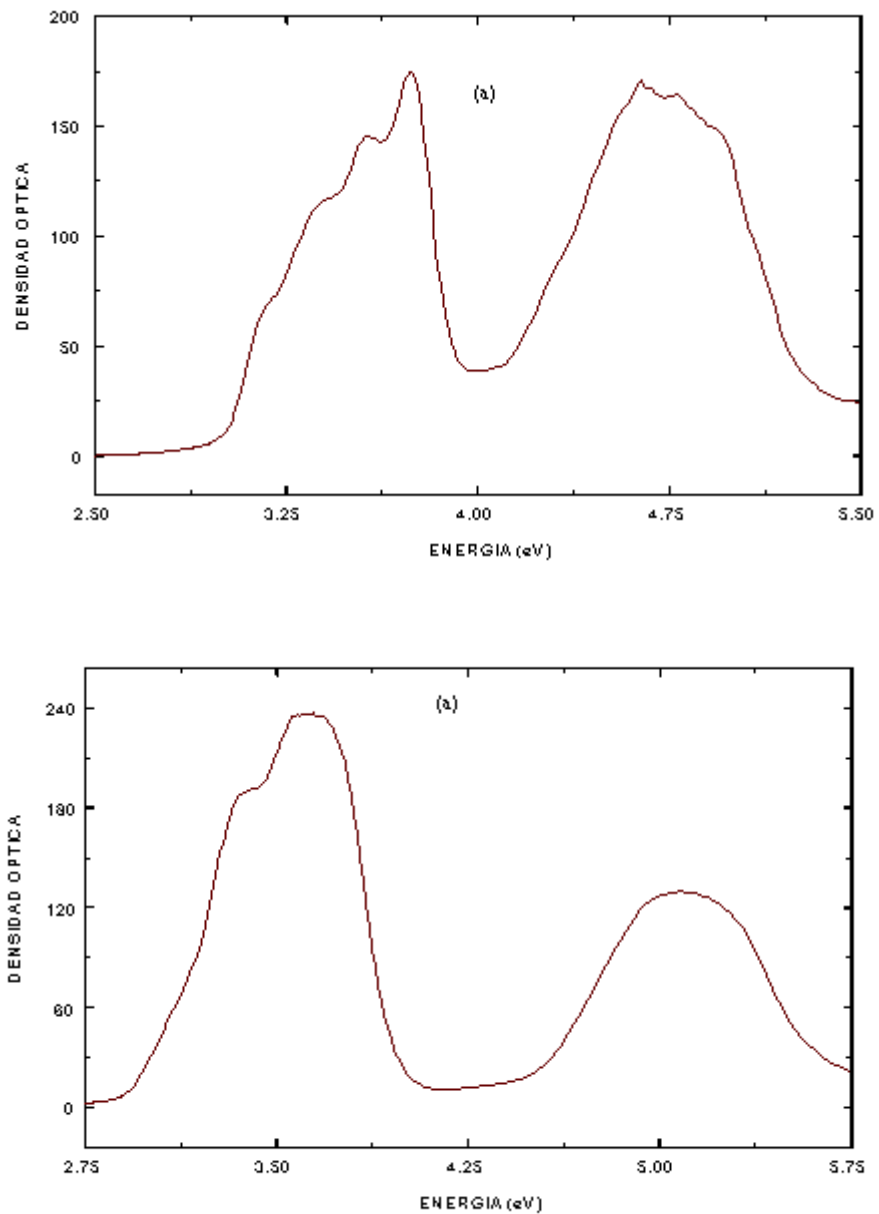 200
(a)
150
100
50
0
DENSIDAD OPTICA
2.50 3.25 4.00 4.75 5.50
ENERGIA (eV)
(a)
240
180
120
60
0
DENSIDAD OPTICA
2.75 3.50 4.25 5.00 5.75
ENERGIA (eV)